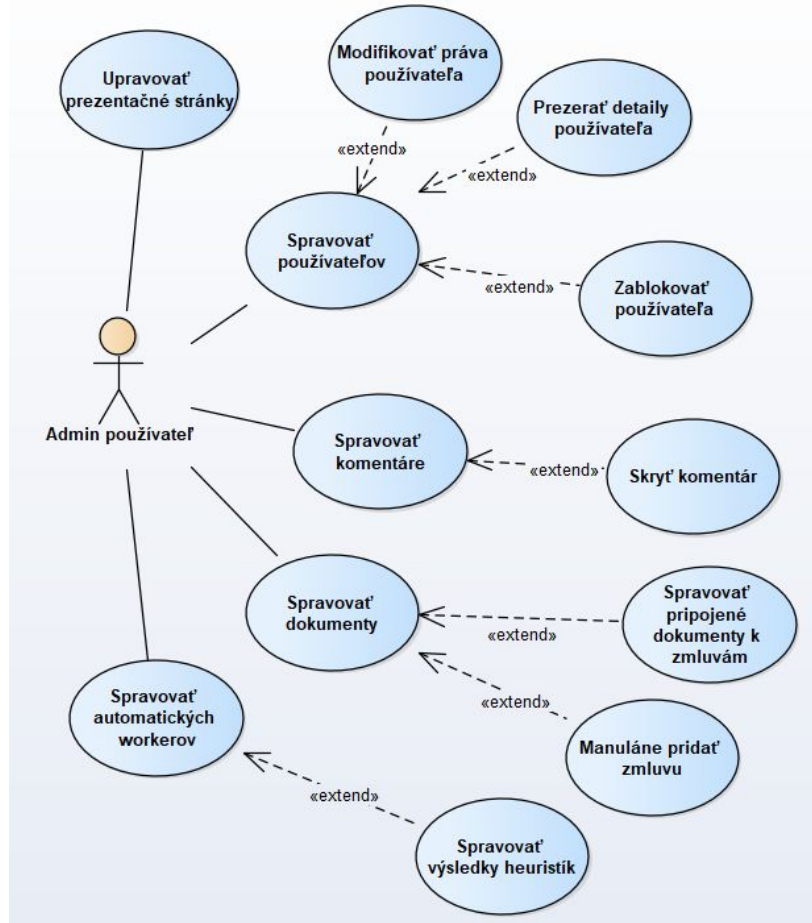 Upravovať
prezentačné stránky
Modifikovať práva
používateľa
Prezerať detaily
používateľa
«extend»
«extend»
Spravovať
používateľov
«extend»
Zablokovať
používateľa
Admin používateľ
Spravovať
komentáre
«extend»
Skryť komentár
Spravovať
dokumenty
«extend»
Spravovať
pripojené
dokumenty k
zmluvám
«extend»
Manuláne pridať
zmluvu
Spravovať
automatických
workerov
«extend»
Spravovať
výsledky heuristík